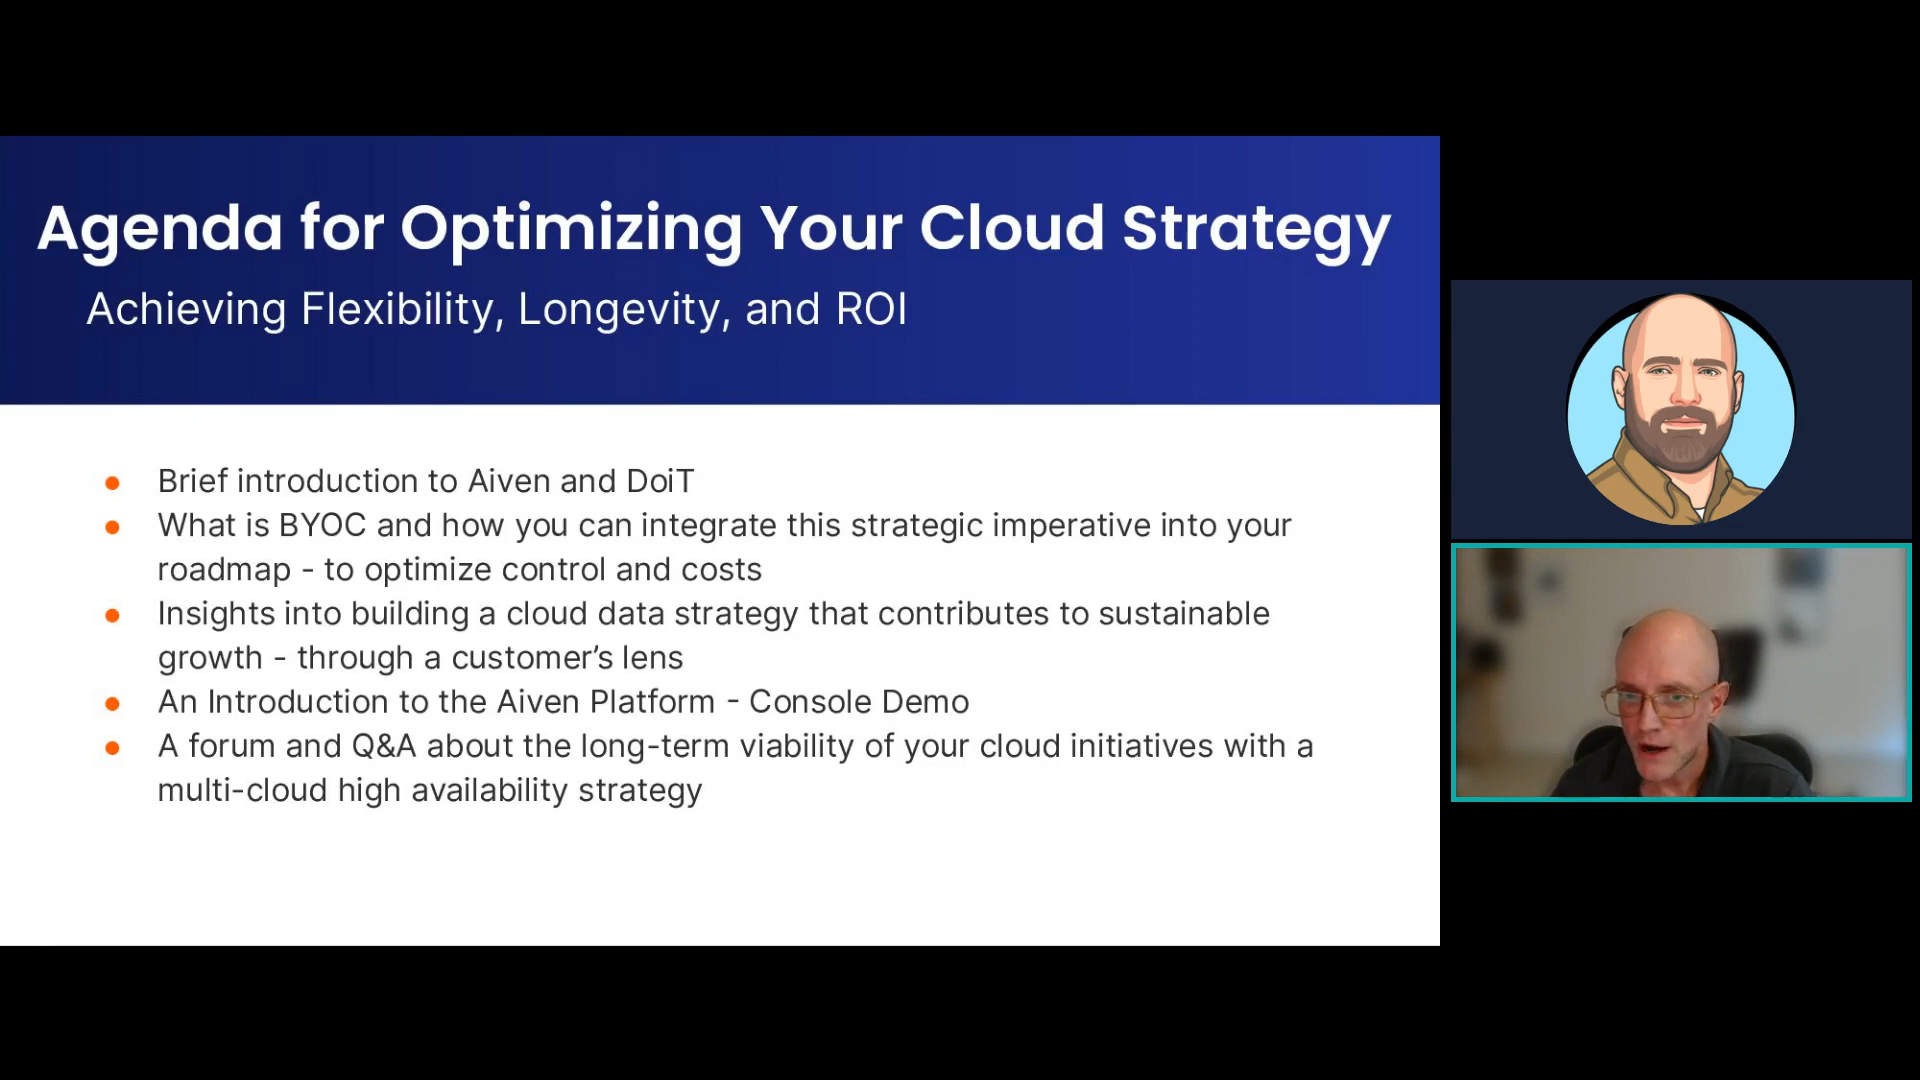 Agenda for Optimizing Your Cloud Strategy
Achieving Flexibility, Longevity, and ROI
● Brief introduction to Aiven and DoiT
● What is BYOC and how you can integrate this strategic imperative into your
roadmap - to optimize control and costs
● Insights into building a cloud data strategy that contributes to sustainable
growth - through a customer’s lens
● An Introduction to the Aiven Platform - Console Demo
● A forum and Q&A about the long-term viability of your cloud initiatives with a
multi-cloud high availability strategy